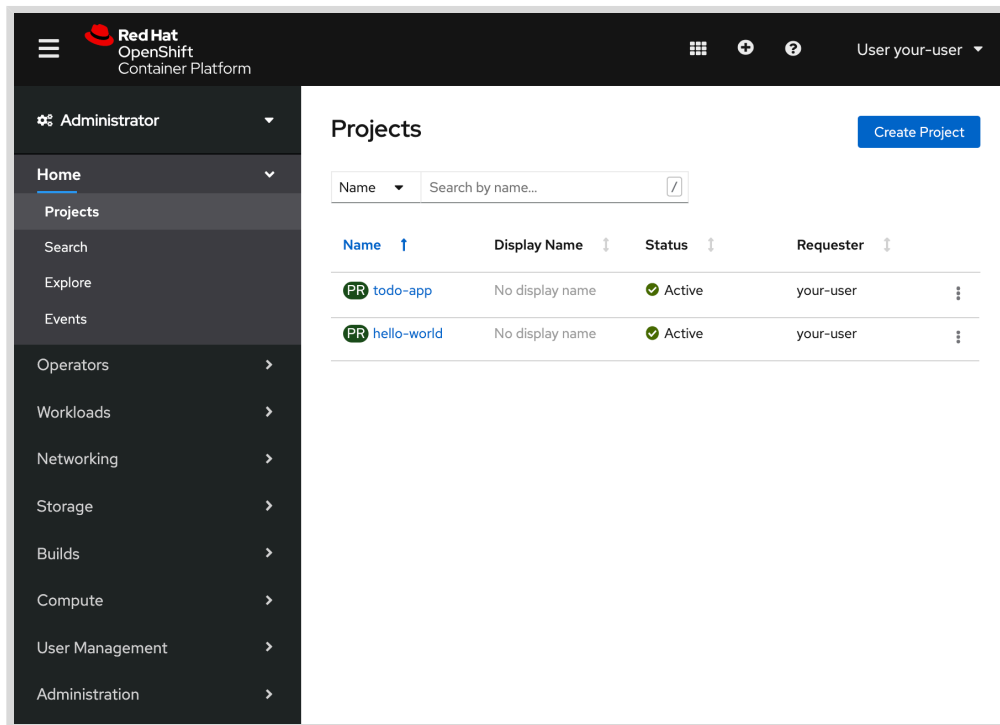 Red Hat
OpenShift
Container Platform
User your-user
Administrator
Home
Projects
Search
Explore
Events
Operators
Workloads
Networking
Storage
Builds
Compute
User Management
Administration
Projects
Create Project
Name
Search by name...
/
Name Display Name Status Requester
PR todo-app No display name Active your-user
PR hello-world No display name Active your-user